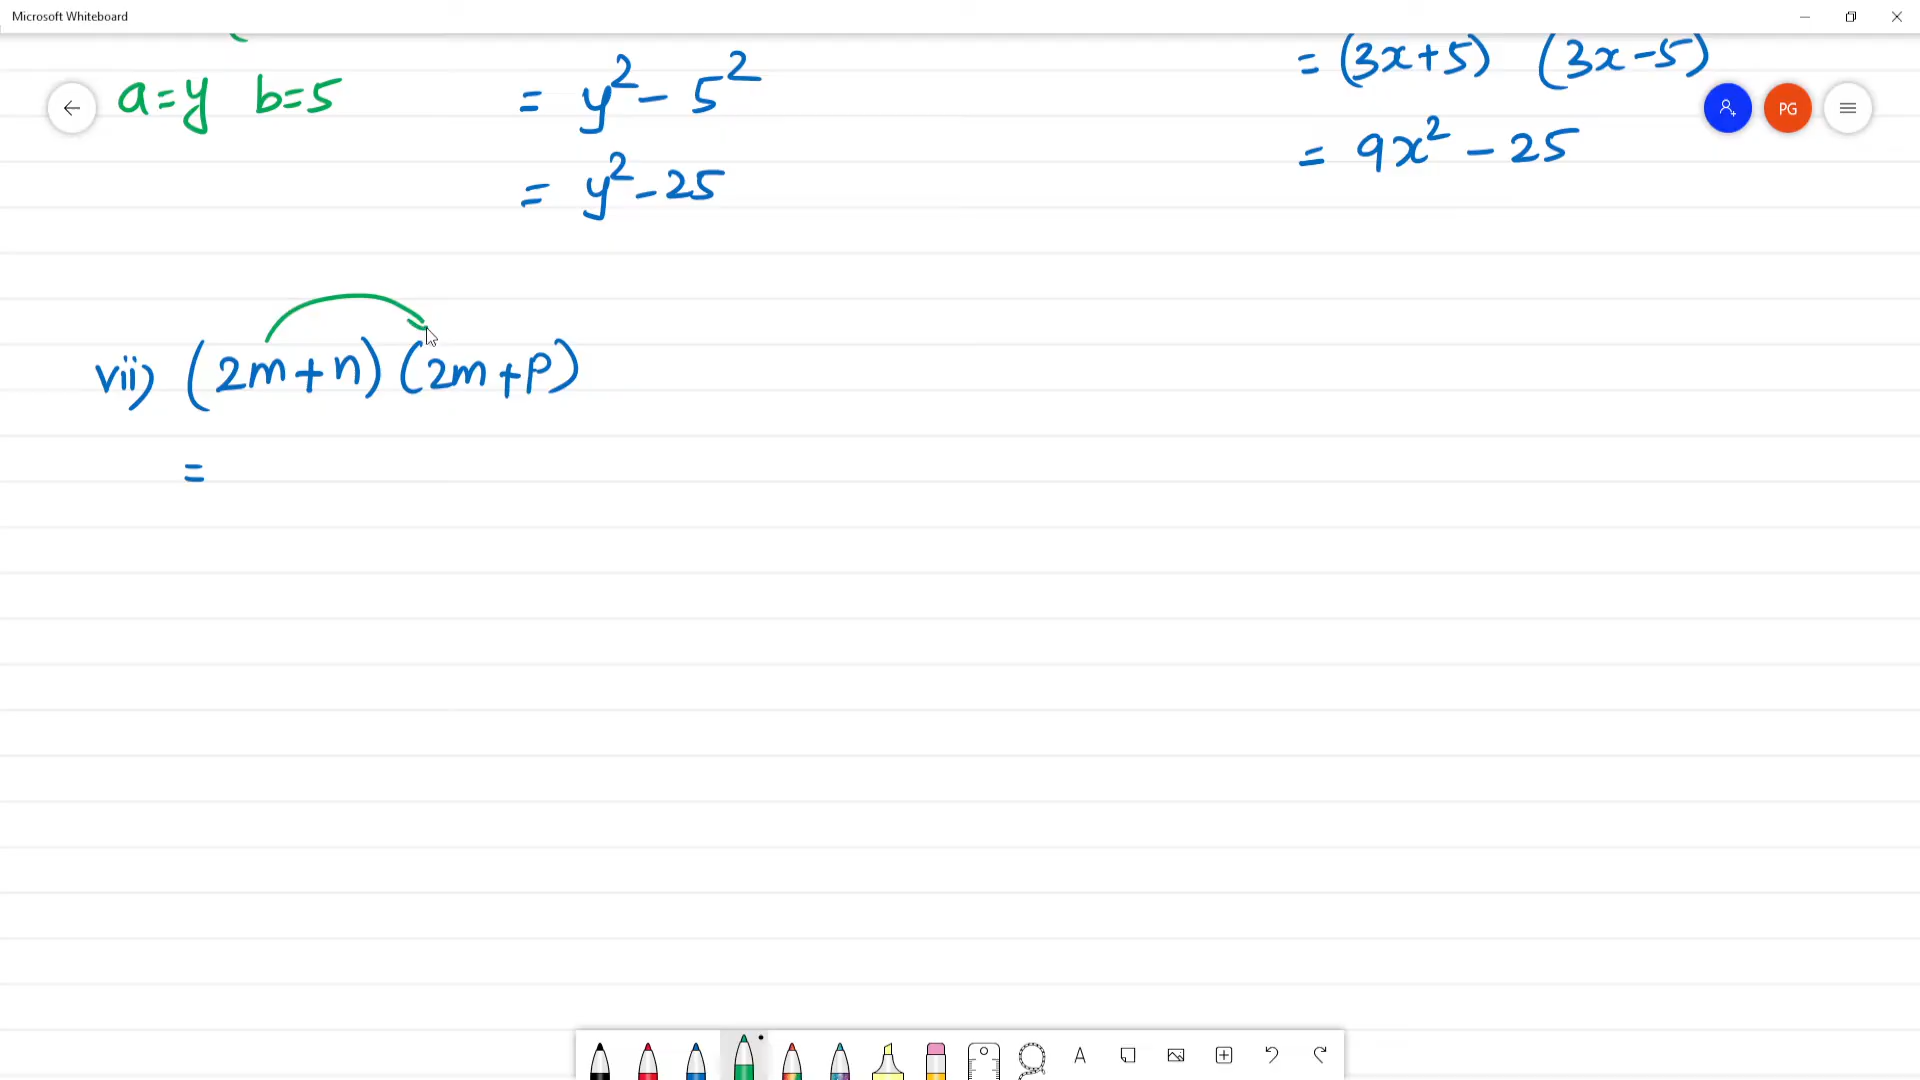 Microsoft Whiteboard
a=y b=5
= y² - 5²
= y² - 25
= (3x+5) (3x-5)
= 9x² - 25
PG
vii) (2m+n) (2m+p)
=
A